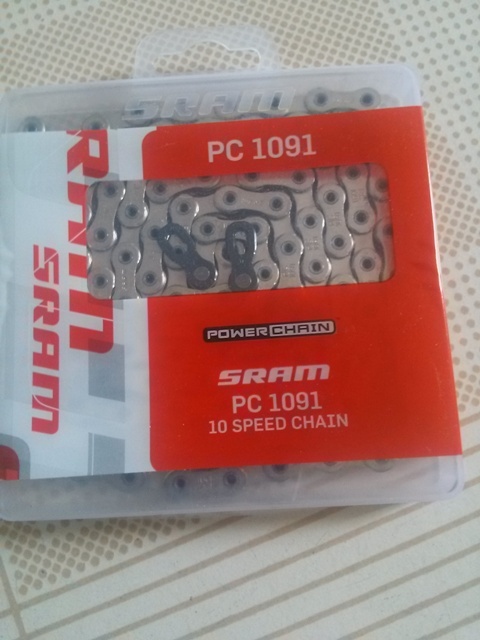 SRAM
PC 1091
SRAM
SRAM
POWERCHAIN
SRAM
PC 1091
10 SPEED CHAIN